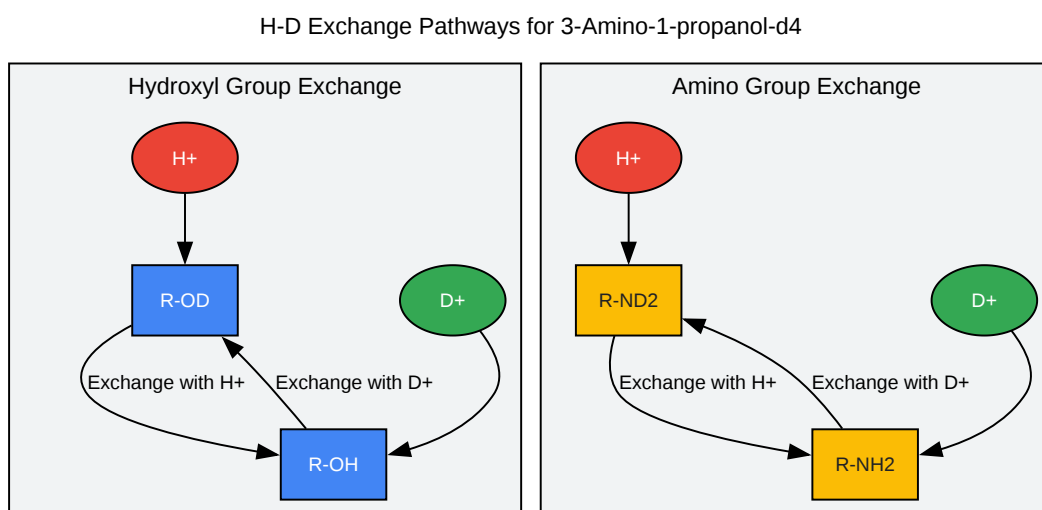 H-D Exchange Pathways for 3-Amino-1-propanol-d4
Hydroxyl Group Exchange
H+
R-OD
D+
Exchange with H+
Exchange with D+
R-OH
Amino Group Exchange
H+
R-ND2
D+
Exchange with H+
Exchange with D+
R-NH2